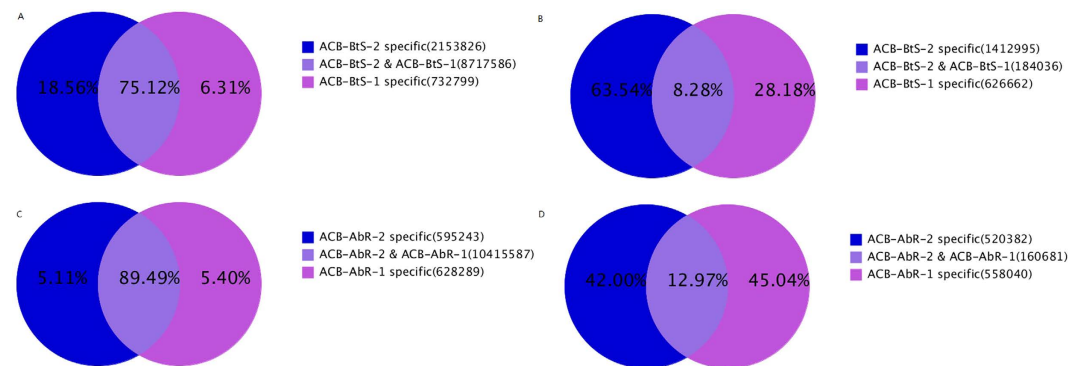 A
18.56% 75.12% 6.31%
ACB-BtS-2 specific(2153826)
ACB-BtS-2 & ACB-BtS-1(8717586)
ACB-BtS-1 specific(732799)
B
63.54% 8.28% 28.18%
ACB-BtS-2 specific(1412995)
ACB-BtS-2 & ACB-BtS-1(184036)
ACB-BtS-1 specific(626662)
C
5.11% 89.49% 5.40%
ACB-AbR-2 specific(595243)
ACB-AbR-2 & ACB-AbR-1(10415587)
ACB-AbR-1 specific(628289)
D
42.00% 12.97% 45.04%
ACB-AbR-2 specific(520382)
ACB-AbR-2 & ACB-AbR-1(160681)
ACB-AbR-1 specific(558040)